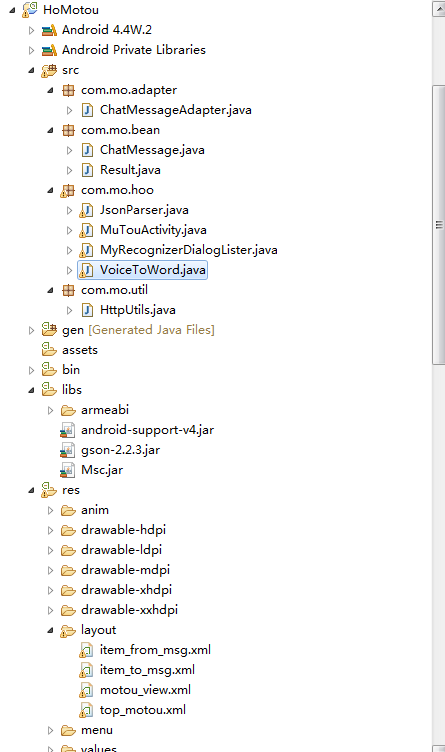 HoMotou
Android 4.4W.2
Android Private Libraries
src
com.mo.adapter
ChatMessageAdapter.java
com.mo.bean
ChatMessage.java
Result.java
com.mo.hoo
JsonParser.java
MuTouActivity.java
MyRecognizerDialogLister.java
VoiceToWord.java
com.mo.util
HttpUtils.java
gen [Generated Java Files]
assets
bin
libs
armeabi
android-support-v4.jar
gson-2.2.3.jar
Msc.jar
res
anim
drawable-hdpi
drawable-ldpi
drawable-mdpi
drawable-xhdpi
drawable-xxhdpi
layout
item_from_msg.xml
item_to_msg.xml
motou_view.xml
top_motou.xml
menu
values